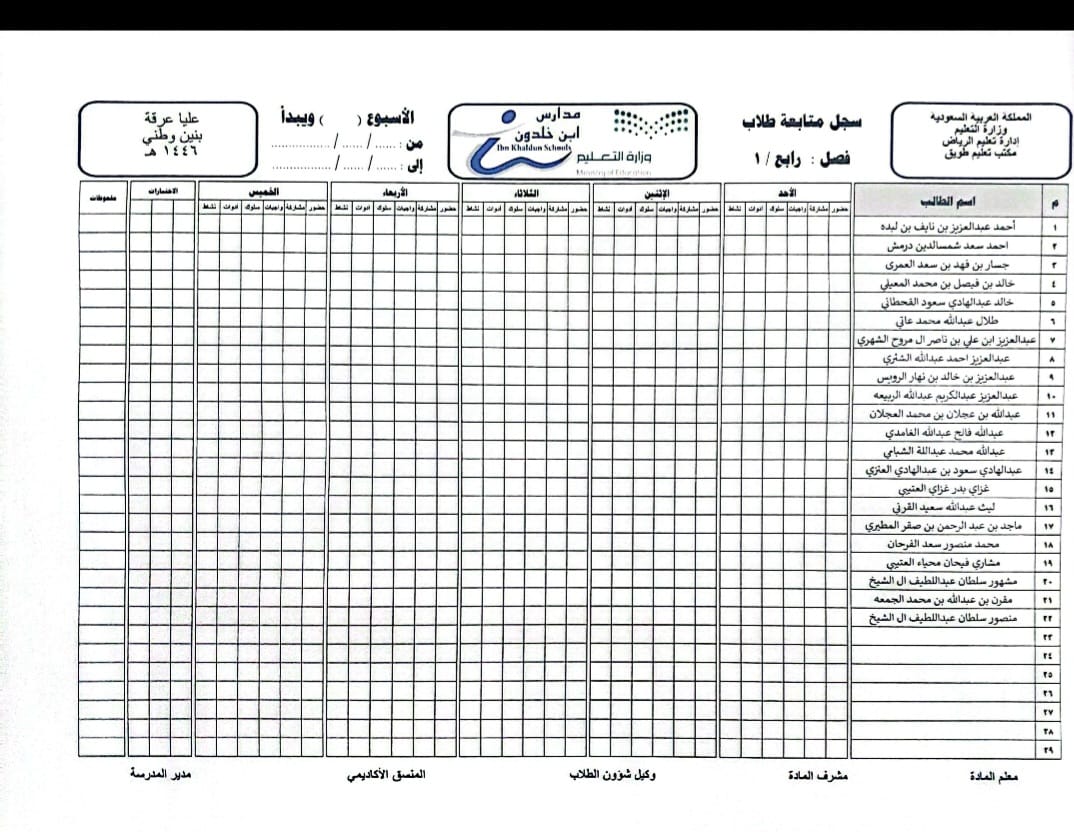 المملكة العربية السعودية
وزارة التعليم
إدارة تعليم الرياض
مكتب تعليم طويق
سجل متابعة طلاب
فصل : رابع / ١
مدارس
ابن خلدون
Ibn Khaldun Schools
وزارة التعليم
Ministry of Education
الأسبوع ( ) ويبدأ
من : ...... / ...... / ..............
إلى : ...... / ...... / ..............
عليا عرقة
بنين وطني
١٤٤٦ هـ
م اسم الطالب الأحد الإثنين الثلاثاء الأربعاء الخميس الاختبارات ملحوظات
حضور مشاركة واجبات سلوك أدوات نشاط حضور مشاركة واجبات سلوك أدوات نشاط حضور مشاركة واجبات سلوك أدوات نشاط حضور مشاركة واجبات سلوك أدوات نشاط حضور مشاركة واجبات سلوك أدوات نشاط
١ أحمد عبدالعزيز بن نايف بن لبده
٢ احمد سعد شمسالدين درمش
٣ جسار بن فهد بن سعد العمرى
٤ خالد بن فيصل بن محمد المعيلي
٥ خالد عبدالهادي سعود القحطاني
٦ طلال عبدالله محمد عاتي
٧ عبدالعزيز ابن علي بن ناصر ال مروح الشهري
٨ عبدالعزيز احمد عبدالله الشثري
٩ عبدالعزيز بن خالد بن نهار الرويس
١٠ عبدالعزيز عبدالكريم عبدالله الربيعه
١١ عبدالله بن عجلان بن محمد العجلان
١٢ عبدالله فالح عبدالله الغامدي
١٣ عبدالله محمد عبداللة الشبامي
١٤ عبدالهادي سعود بن عبدالهادي العنزي
١٥ غزاي بدر غزاي العتيبي
١٦ ليث عبدالله سعيد القرني
١٧ ماجد بن عبد الرحمن بن صقر المطيري
١٨ محمد منصور سعد الفرحان
١٩ مشاري فيحان محياء العتيبي
٢٠ مشهور سلطان عبداللطيف ال الشيخ
٢١ مقرن بن عبدالله بن محمد الجمعه
٢٢ منصور سلطان عبداللطيف ال الشيخ
٢٣
٢٤
٢٥
٢٦
٢٧
٢٨
٢٩
معلم المادة مشرف المادة وكيل شؤون الطلاب المنسق الأكاديمي مدير المدرسة